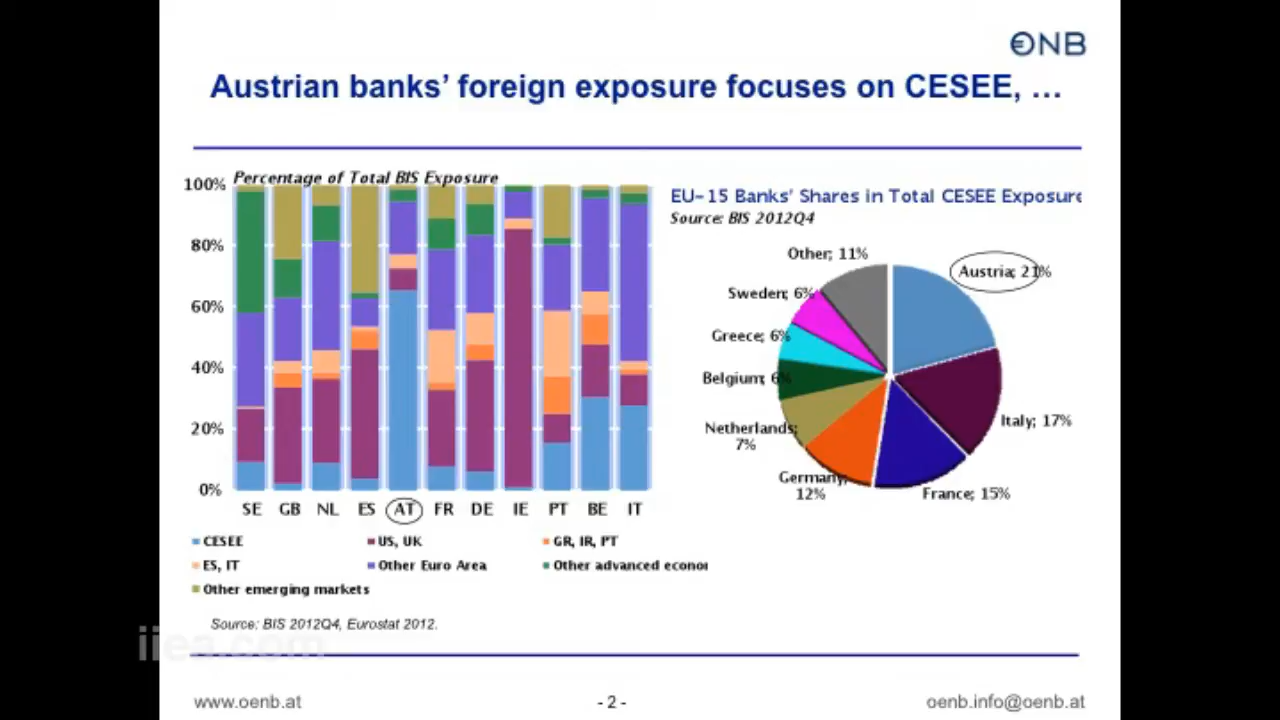 €NB
Austrian banks’ foreign exposure focuses on CESEE, …
Percentage of Total BIS Exposure
100%
80%
60%
40%
20%
0%
SE GB NL ES AT FR DE IE PT BE IT
CESEE US, UK GR, IR, PT
ES, IT Other Euro Area Other advanced econor
Other emerging markets
Source: BIS 2012Q4, Eurostat 2012.
EU-15 Banks' Shares in Total CESEE Exposure
Source: BIS 2012Q4
Other; 11%
Austria; 21%
Sweden; 6%
Greece; 6%
Belgium; 6%
Italy; 17%
Netherlands;
7%
Germany;
12%
France; 15%
iiea.com
www.oenb.at
- 2 -
oenb.info@oenb.at